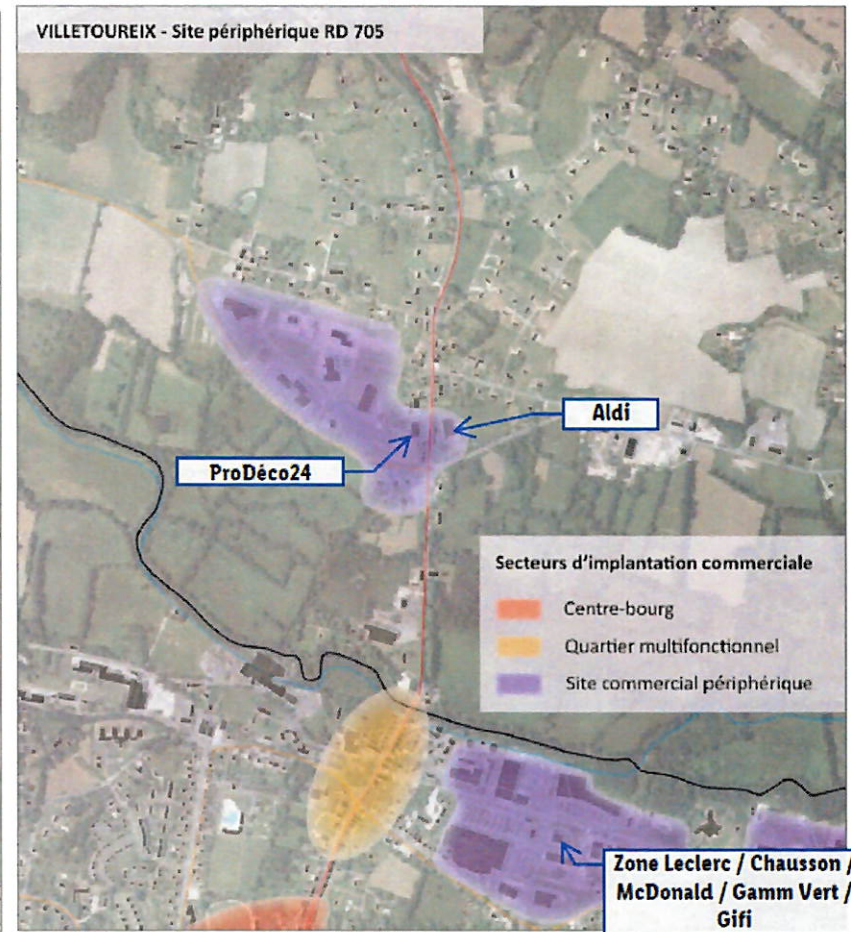 VILLETOUREIX - Site périphérique RD 705
Aldi
ProDéco24
Secteurs d'implantation commerciale
Centre-bourg
Quartier multifonctionnel
Site commercial périphérique
Zone Leclerc / Chausson /
McDonald / Gamm Vert /
Gifi